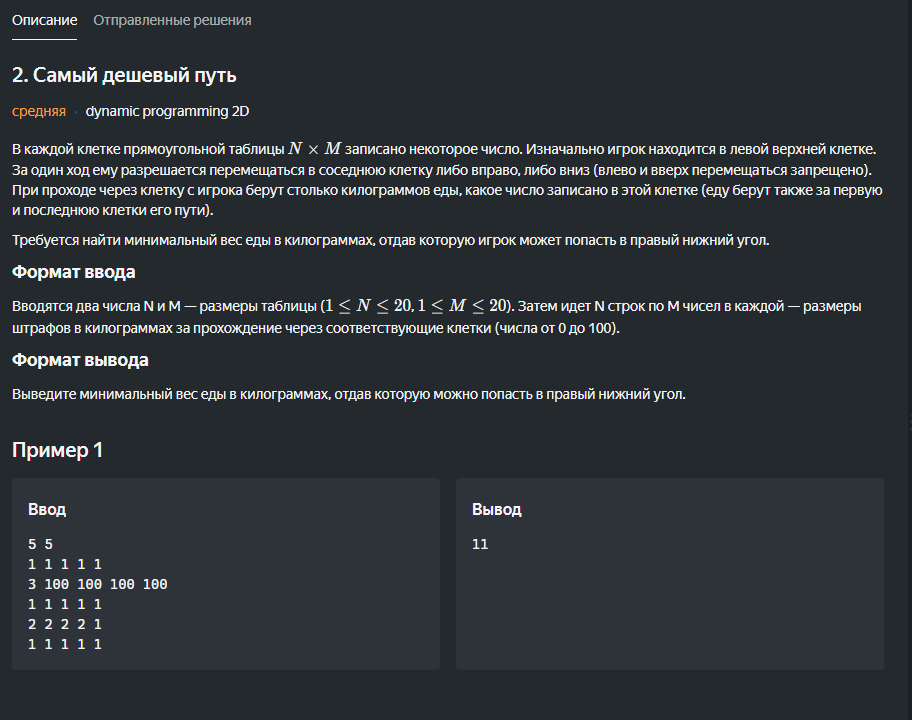 Описание Отправленные решения
2. Самый дешевый путь
средняя · dynamic programming 2D
В каждой клетке прямоугольной таблицы N × M записано некоторое число. Изначально игрок находится в левой верхней клетке.
За один ход ему разрешается перемещаться в соседнюю клетку либо вправо, либо вниз (влево и вверх перемещаться запрещено).
При проходе через клетку с игрока берут столько килограммов еды, какое число записано в этой клетке (еду берут также за первую
и последнюю клетки его пути).
Требуется найти минимальный вес еды в килограммах, отдав которую игрок может попасть в правый нижний угол.
Формат ввода
Вводятся два числа N и M — размеры таблицы (1 ≤ N ≤ 20, 1 ≤ M ≤ 20). Затем идет N строк по M чисел в каждой — размеры
штрафов в килограммах за прохождение через соответствующие клетки (числа от 0 до 100).
Формат вывода
Выведите минимальный вес еды в килограммах, отдав которую можно попасть в правый нижний угол.
Пример 1
Ввод
5 5
1 1 1 1 1
3 100 100 100 100
1 1 1 1 1
2 2 2 2 1
1 1 1 1 1
Вывод
11